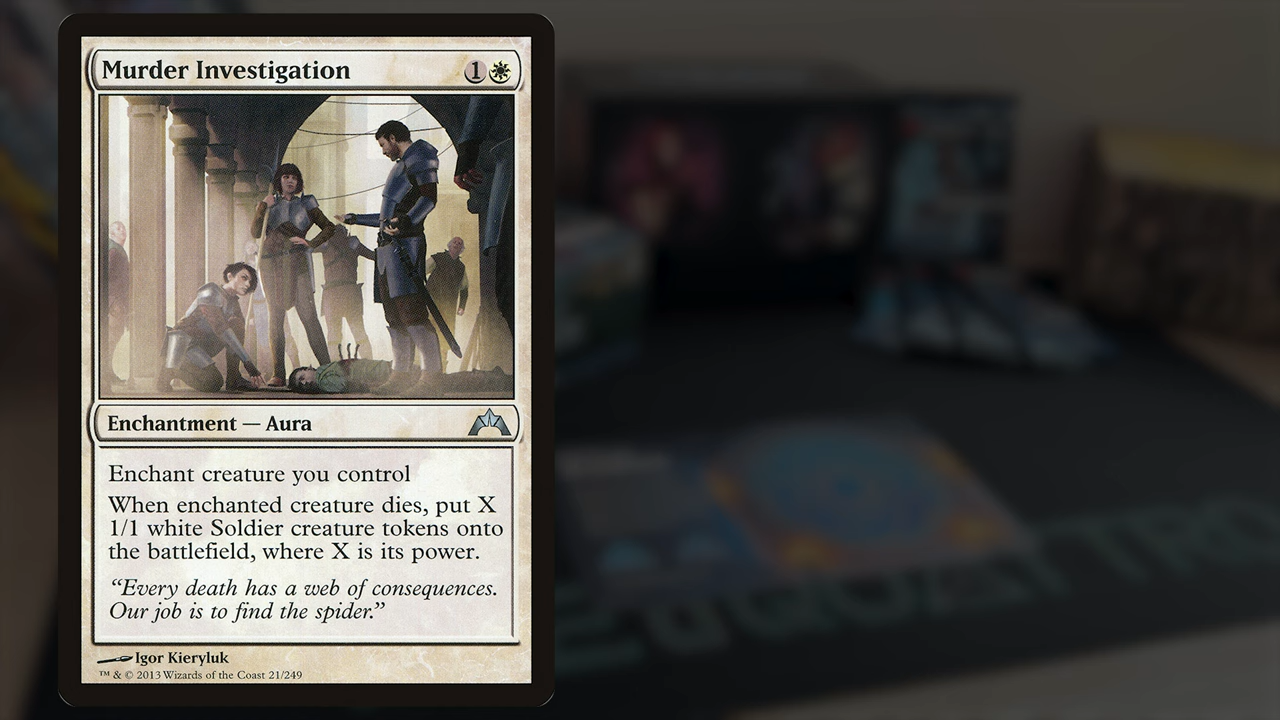 Murder Investigation 1
Enchantment — Aura
Enchant creature you control
When enchanted creature dies, put X
1/1 white Soldier creature tokens onto
the battlefield, where X is its power.
“Every death has a web of consequences.
Our job is to find the spider.”
Igor Kieryluk
™ & © 2013 Wizards of the Coast 21/249